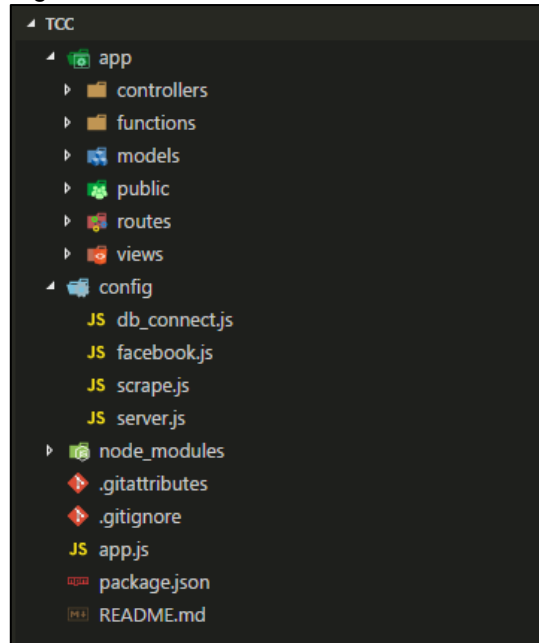 TCC
app
controllers
functions
models
public
routes
views
config
JS db_connect.js
JS facebook.js
JS scrape.js
JS server.js
node_modules
.gitattributes
.gitignore
JS app.js
npm package.json
M↓ README.md